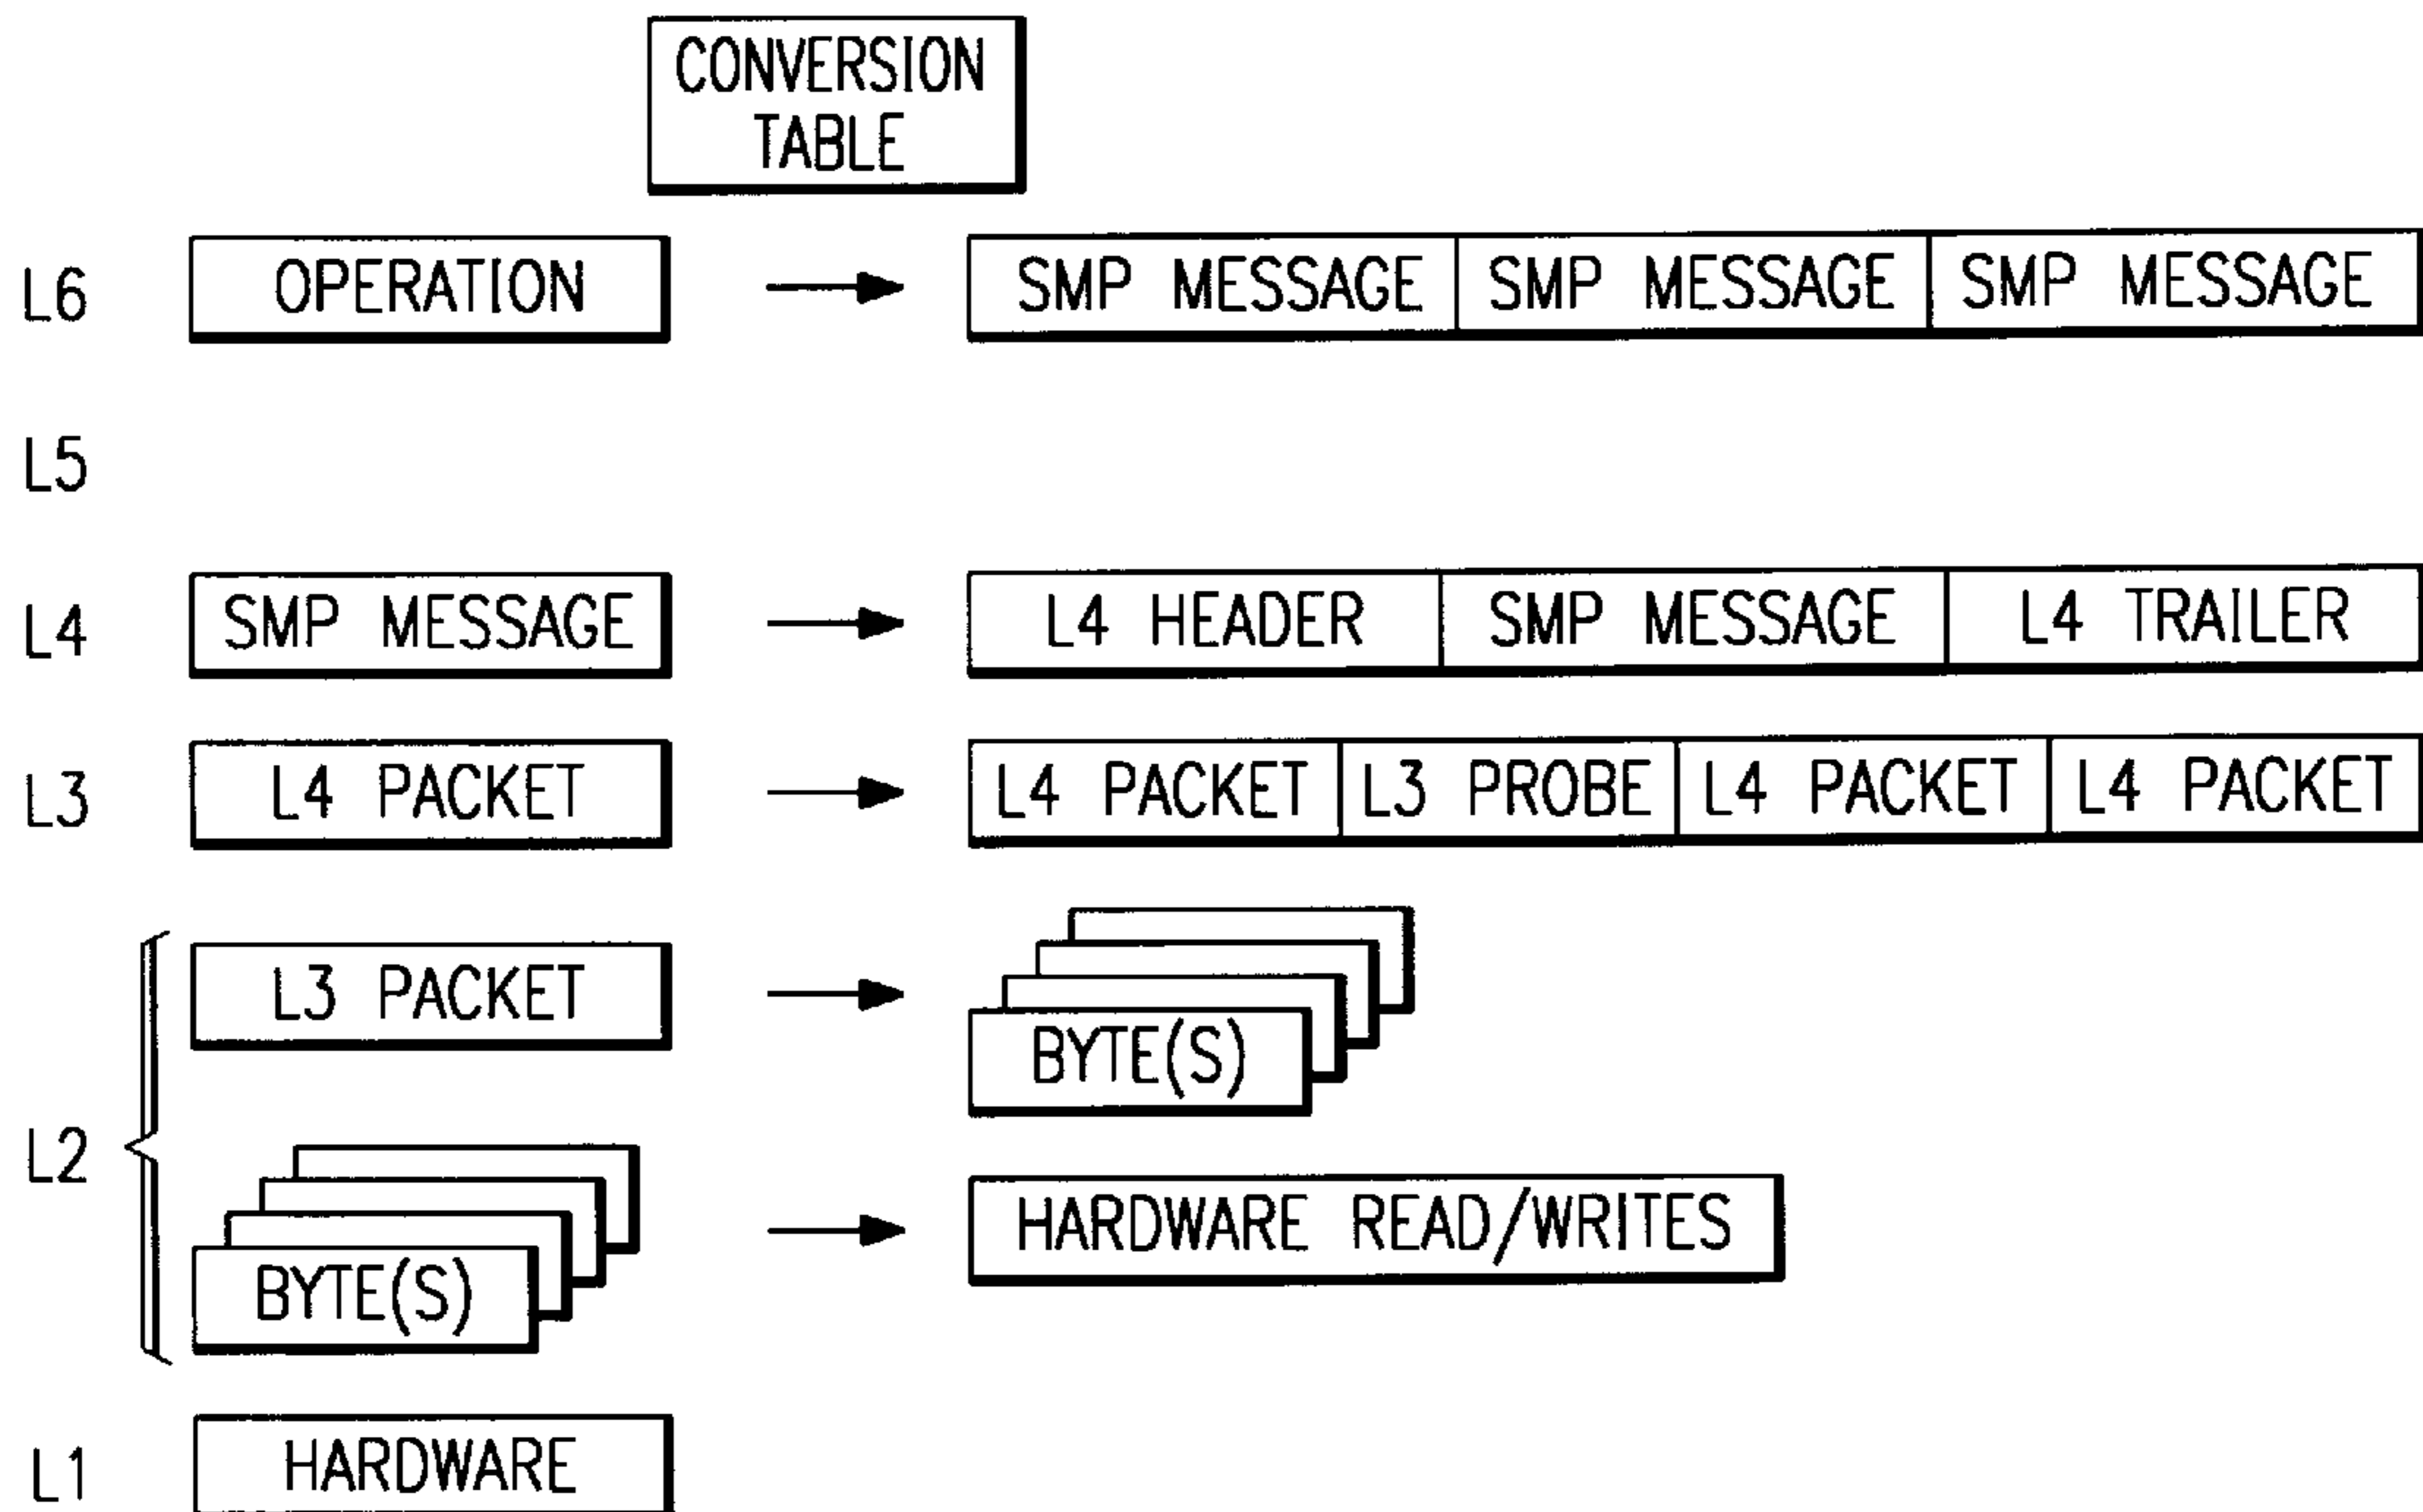 CONVERSION
TABLE
L6 OPERATION SMP MESSAGE SMP MESSAGE SMP MESSAGE
L5
L4 SMP MESSAGE L4 HEADER SMP MESSAGE L4 TRAILER
L3 L4 PACKET L4 PACKET L3 PROBE L4 PACKET L4 PACKET
L3 PACKET BYTE(S)
L2
BYTE(S) HARDWARE READ/WRITES
L1 HARDWARE